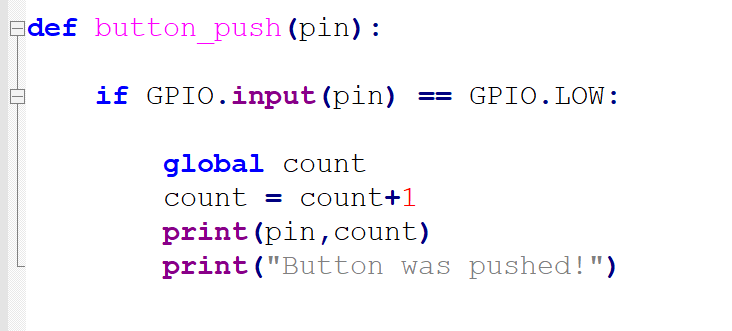 def button_push(pin):
if GPIO.input(pin) == GPIO.LOW:
global count
count = count+1
print(pin,count)
print("Button was pushed!")